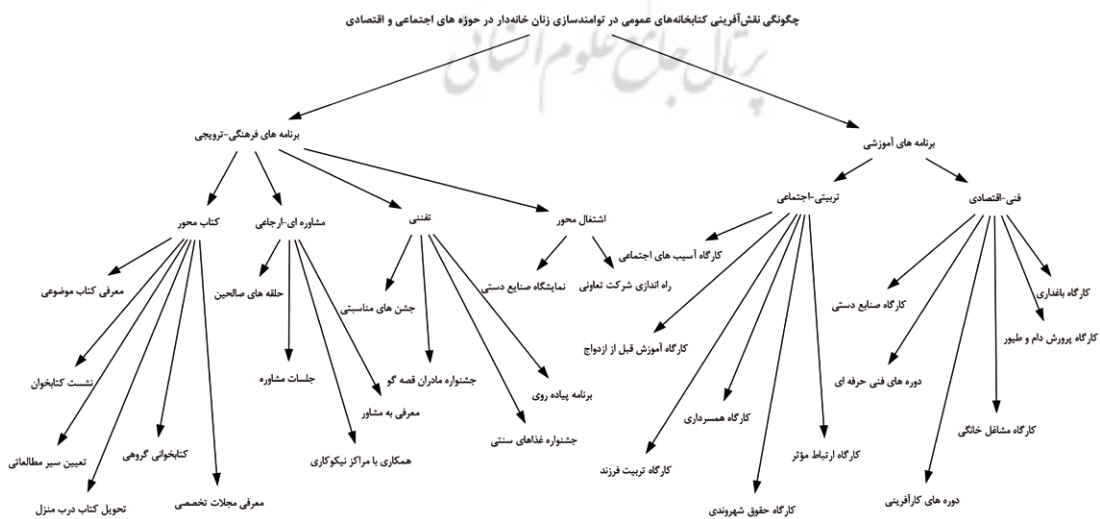 چگونگی نقش‌آفرینی کتابخانه‌های عمومی در توامندسازی زنان خانه‌دار در حوزه های اجتماعی و اقتصادی
پرتال جامع علوم انسانی
برنامه های آموزشی
برنامه های فرهنگی-ترویجی
فنی-اقتصادی
تربیتی-اجتماعی
اشتغال محور
تفننی
مشاوره ای-ارجاعی
کتاب محور
کارگاه باغداری
کارگاه پرورش دام و طیور
کارگاه مشاغل خانگی
دوره های کارآفرینی
دوره های فنی حرفه ای
کارگاه صنایع دستی
کارگاه ارتباط مؤثر
کارگاه حقوق شهروندی
کارگاه همسرداری
کارگاه تربیت فرزند
کارگاه آموزش قبل از ازدواج
کارگاه آسیب های اجتماعی
راه اندازی شرکت تعاونی
نمایشگاه صنایع دستی
برنامه پیاده روی
جشنواره غذاهای سنتی
جشنواره مادران قصه گو
جشن های مناسبتی
معرفی به مشاور
همکاری با مراکز نیکوکاری
جلسات مشاوره
حلقه های صالحین
معرفی مجلات تخصصی
کتابخوانی گروهی
تحویل کتاب درب منزل
تعیین سیر مطالعاتی
نشست کتابخوان
معرفی کتاب موضوعی